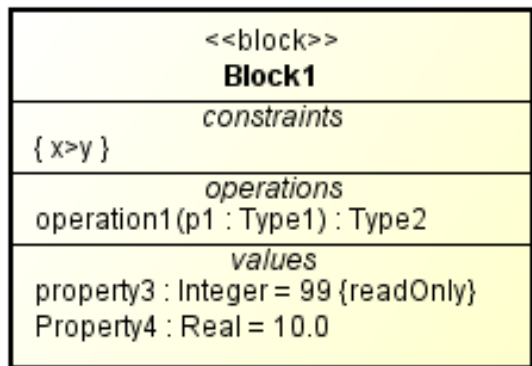 <<block>>
Block1
constraints
{ x>y }
operations
operation1(p1 : Type1) : Type2
values
property3 : Integer = 99 {readOnly}
Property4 : Real = 10.0